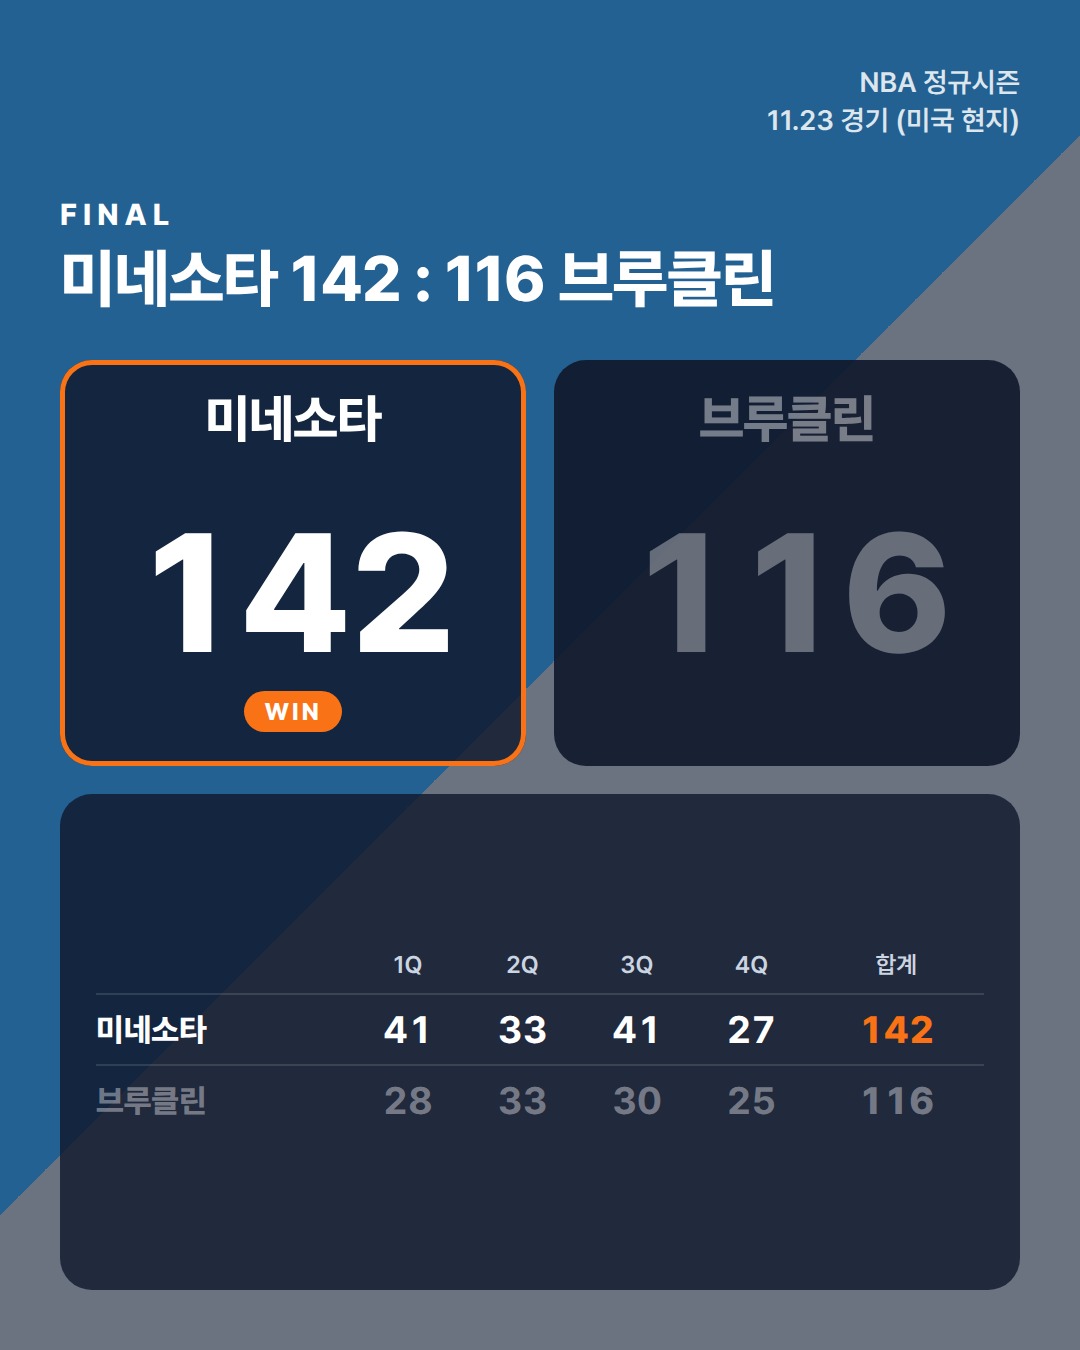 NBA 정규시즌
11.23 경기 (미국 현지)
FINAL
미네소타 142 : 116 브루클린
미네소타
142
WIN
브루클린
116
1Q 2Q 3Q 4Q 합계
미네소타 41 33 41 27 142
브루클린 28 33 30 25 116